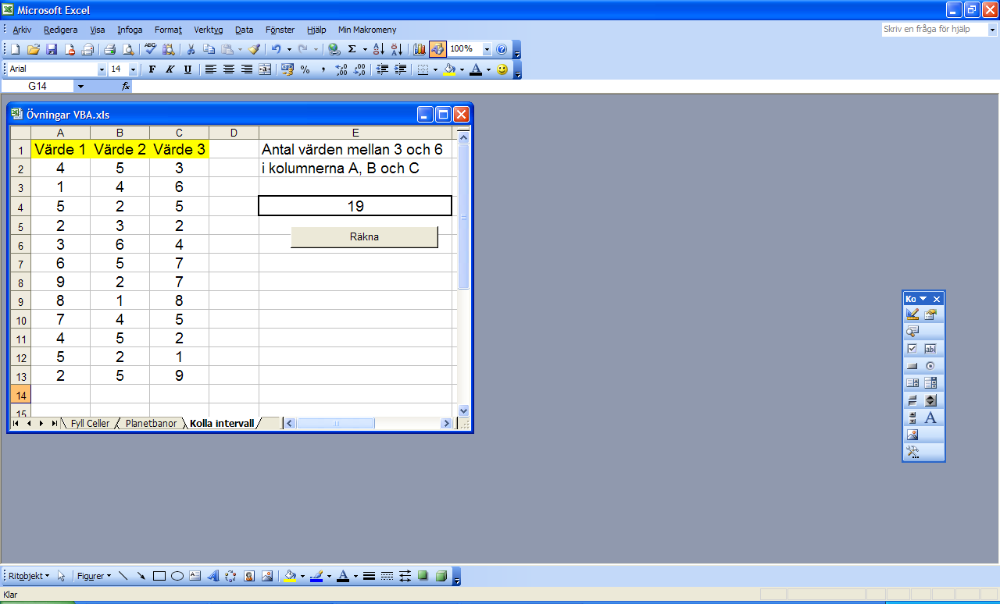 Microsoft Excel
Arkiv Redigera Visa Infoga Format Verktyg Data Fönster Hjälp Min Makromeny
Skriv en fråga för hjälp
100%
Arial 14 F K U
G14 fx
Övningar VBA.xls
A B C D E
1 Värde 1 Värde 2 Värde 3 Antal värden mellan 3 och 6
2 4 5 3 i kolumnerna A, B och C
3 1 4 6
4 5 2 5 19
5 2 3 2 Räkna
6 3 6 4
7 6 5 7
8 9 2 7
9 8 1 8
10 7 4 5
11 4 5 2
12 5 2 1
13 2 5 9
14
15
Fyll Celler Planetbanor Kolla intervall
Ko
Ritobjekt Figurer
Klar